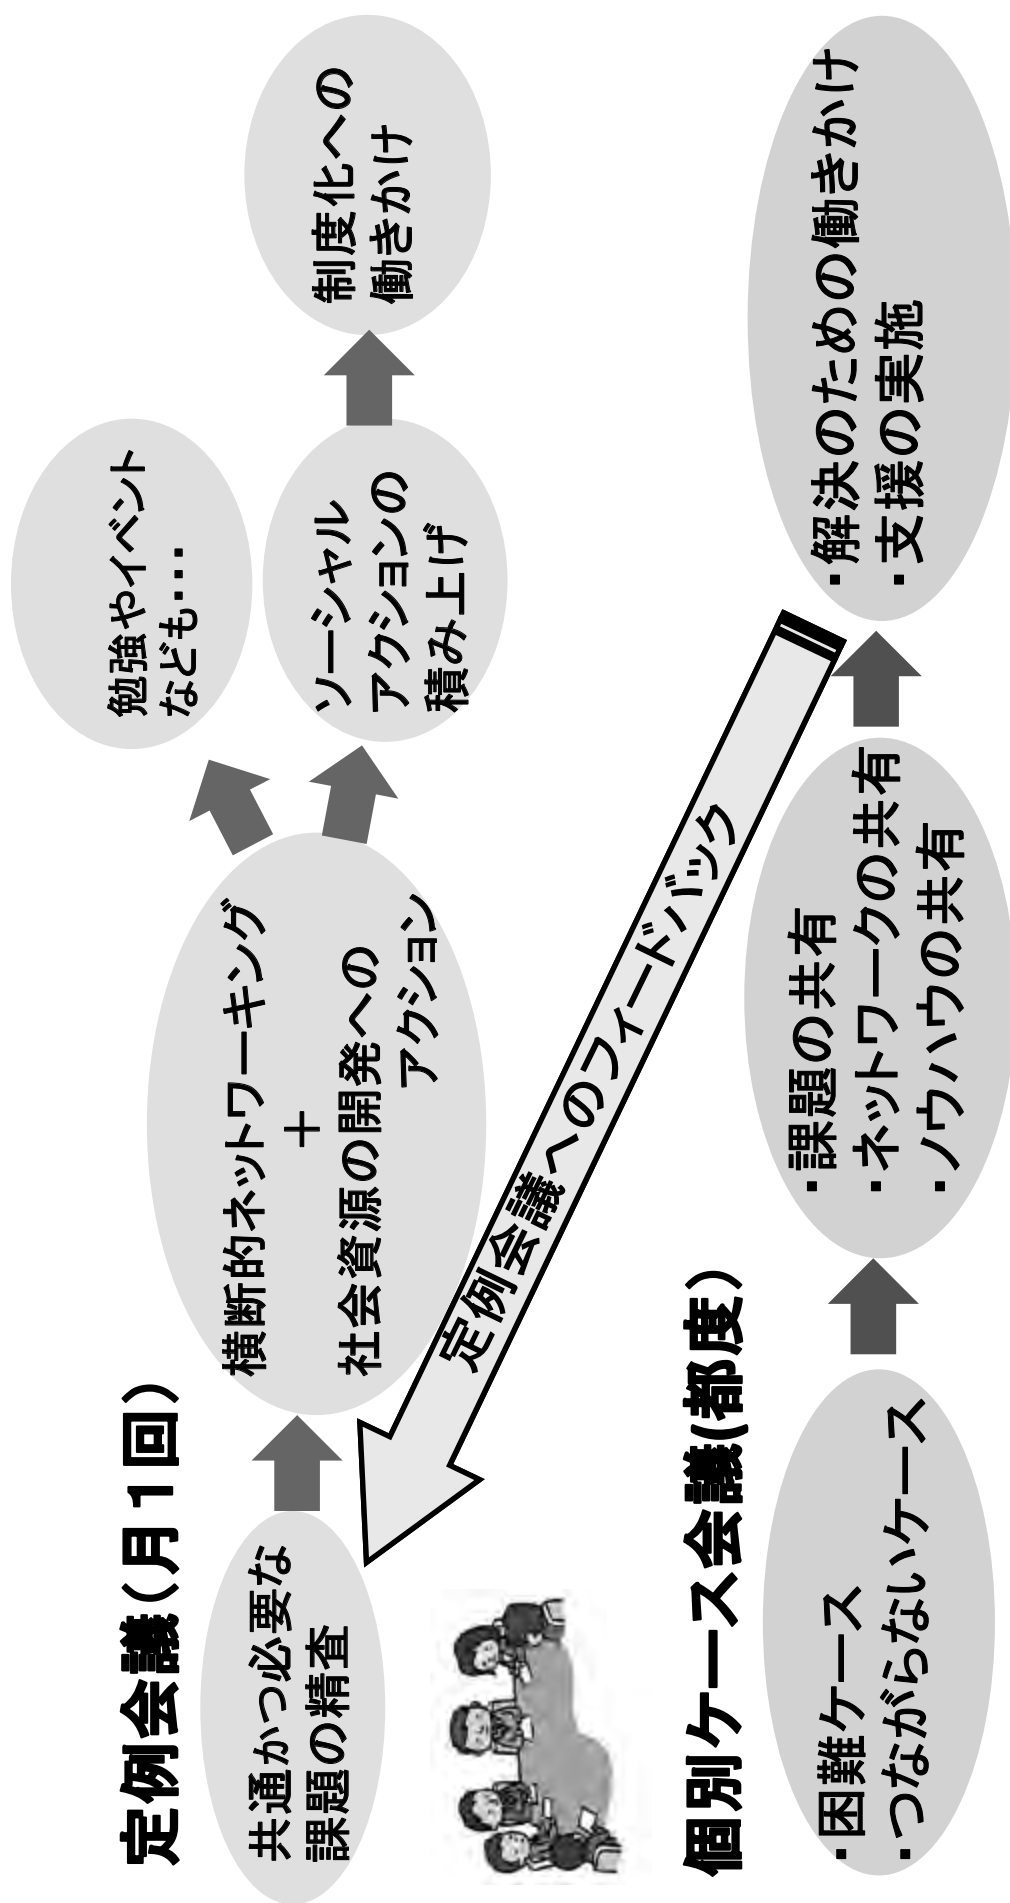 定例会議（月１回）
共通かつ必要な
課題の精査
横断的ネットワーキング
＋
社会資源の開発への
アクション
勉強やイベント
なども・・・
ソーシャル
アクションの
積み上げ
制度化への
働きかけ
定例会議へのフィードバック
個別ケース会議(都度）
・困難ケース
・つながらないケース
・課題の共有
・ネットワークの共有
・ノウハウの共有
・解決のための働きかけ
・支援の実施